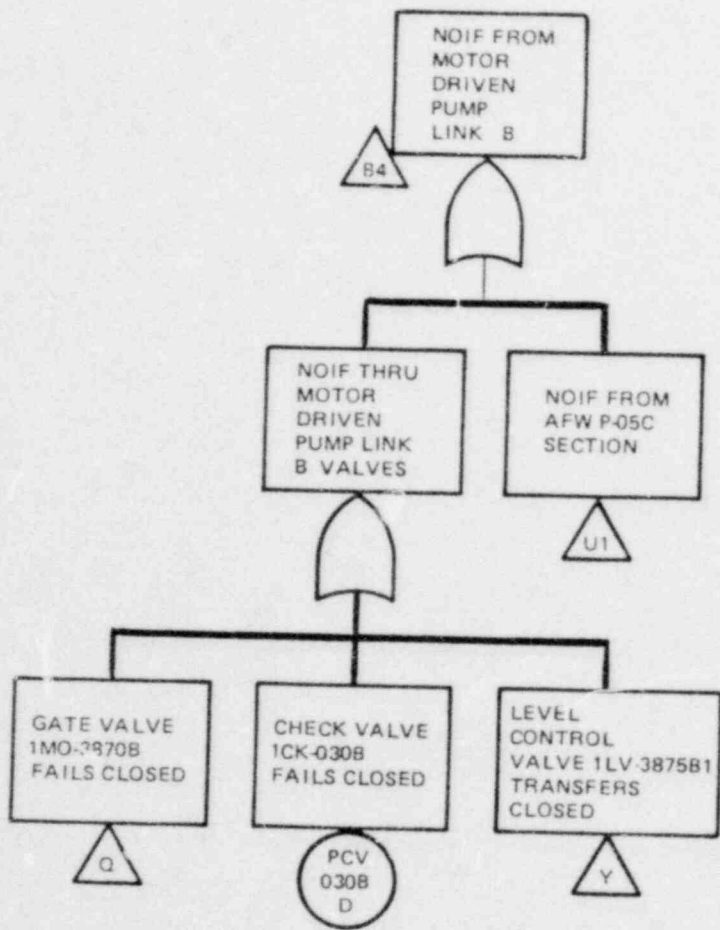 NOIF FROM
MOTOR
DRIVEN
PUMP
LINK B
B4
NOIF THRU
MOTOR
DRIVEN
PUMP LINK
B VALVES
NOIF FROM
AFW P-05C
SECTION
U1
GATE VALVE
1MO-3870B
FAILS CLOSED
Q
CHECK VALVE
1CK-030B
FAILS CLOSED
PCV
030B
D
LEVEL
CONTROL
VALVE 1LV-3875B1
TRANSFERS
CLOSED
Y